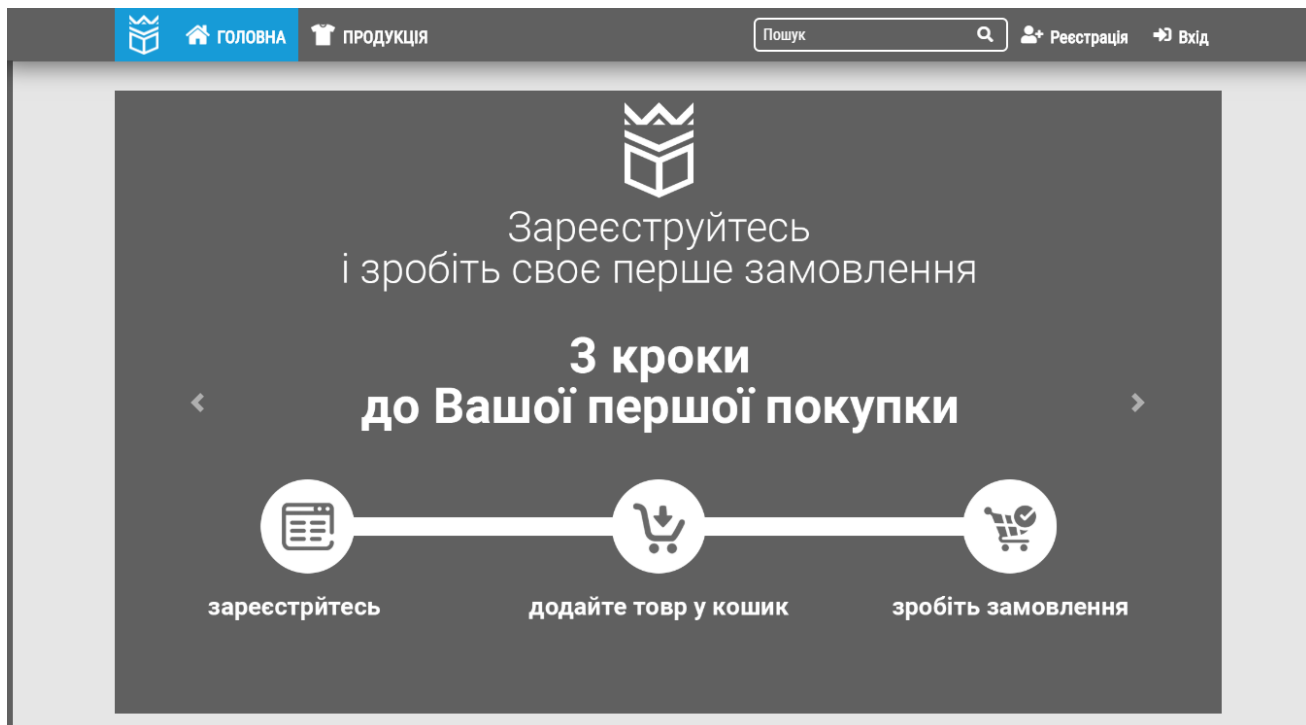 ГОЛОВНА ПРОДУКЦІЯ Пошук Реєстрація Вхід
Зареєструйтесь
і зробіть своє перше замовлення
3 кроки
до Вашої першої покупки
зареєстрйтесь додайте товр у кошик зробіть замовлення